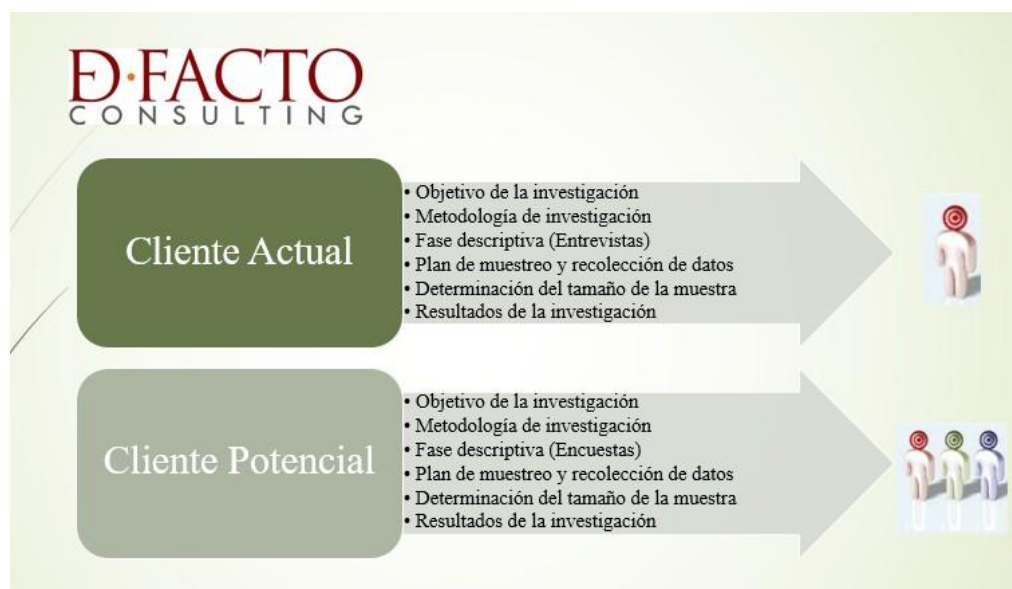 D·FACTO
CONSULTING
Cliente Actual
• Objetivo de la investigación
• Metodología de investigación
• Fase descriptiva (Entrevistas)
• Plan de muestreo y recolección de datos
• Determinación del tamaño de la muestra
• Resultados de la investigación
Cliente Potencial
• Objetivo de la investigación
• Metodología de investigación
• Fase descriptiva (Encuestas)
• Plan de muestreo y recolección de datos
• Determinación del tamaño de la muestra
• Resultados de la investigación